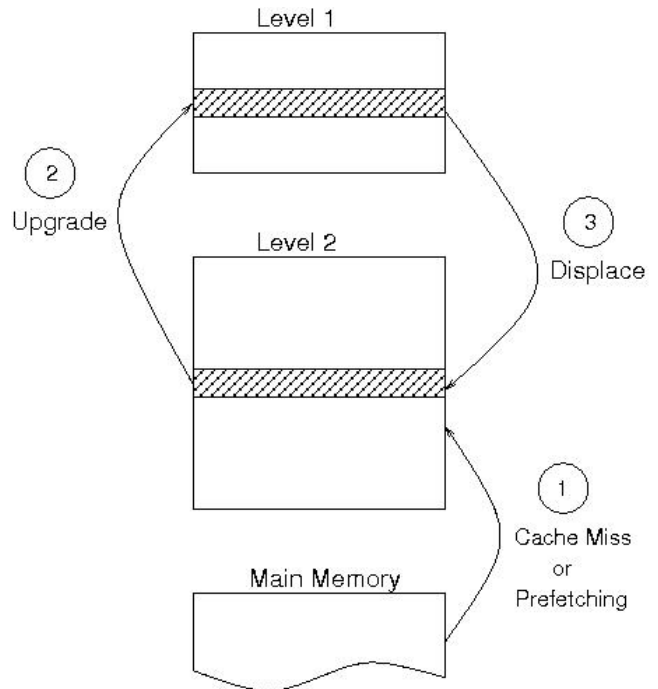 Level 1
2
Upgrade
3
Displace
Level 2
1
Cache Miss
or
Prefetching
Main Memory